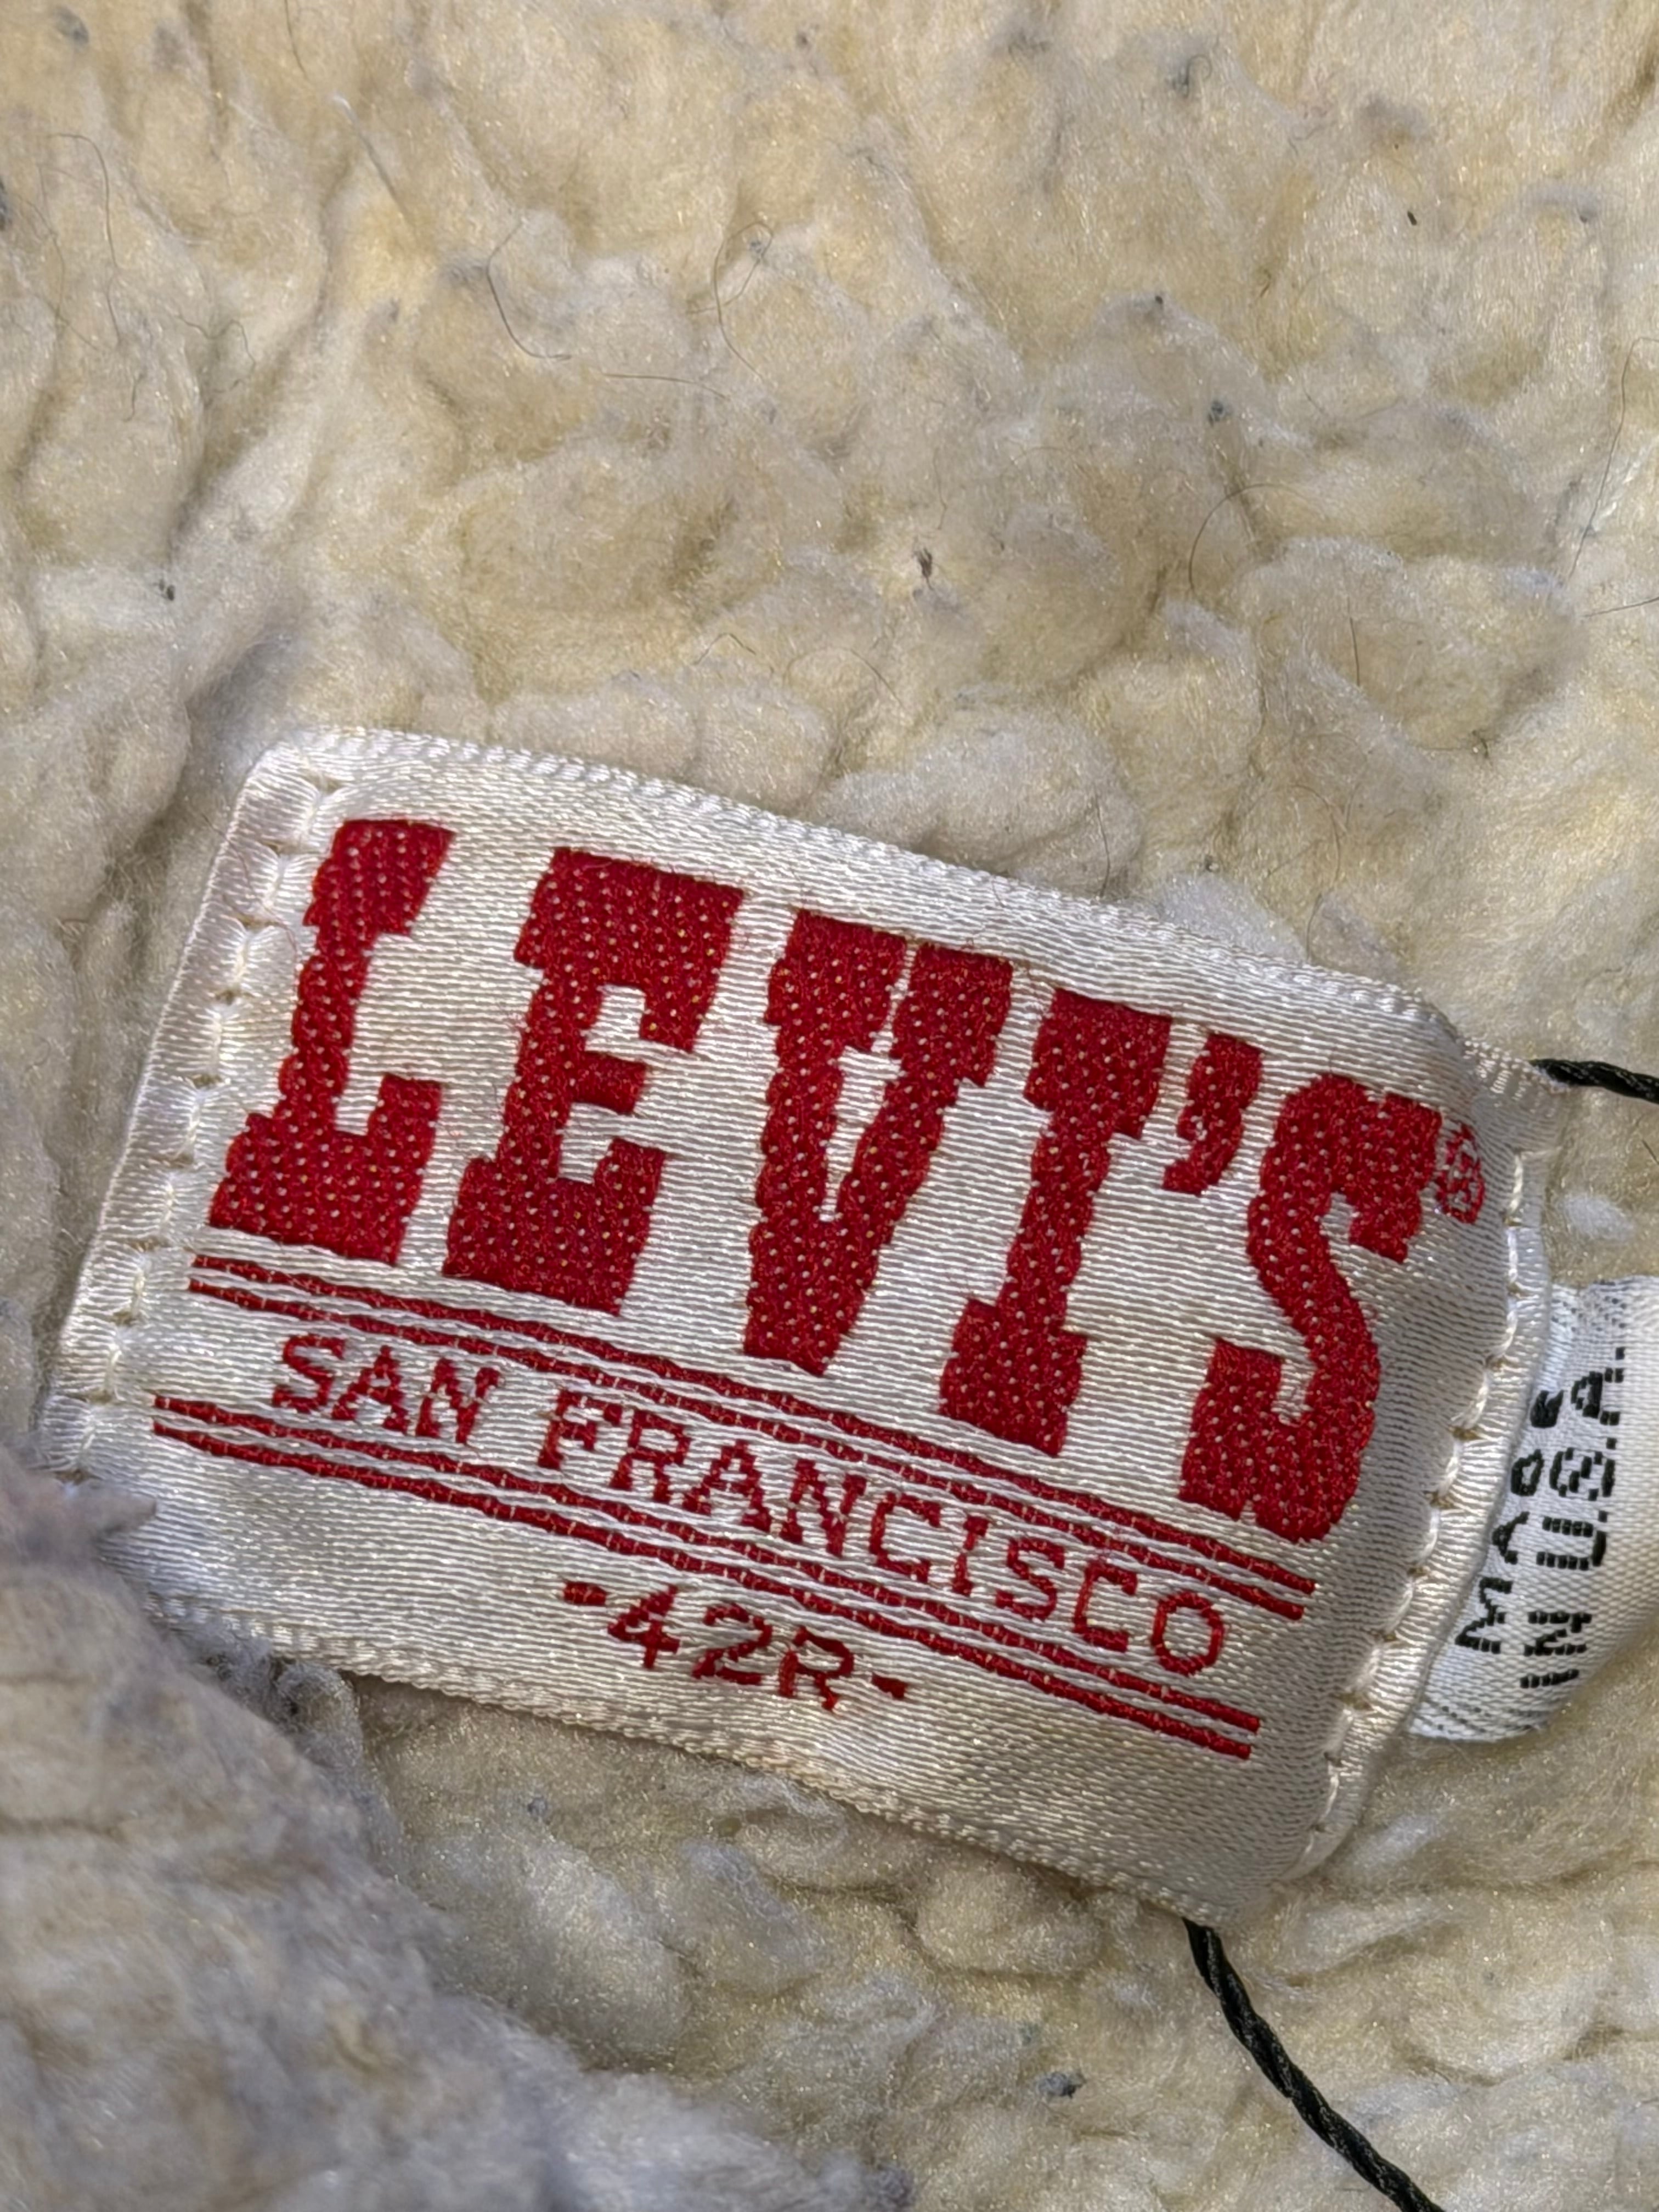 LEVI'S®
SAN FRANCISCO
-42R-
MADE
IN U.S.A.